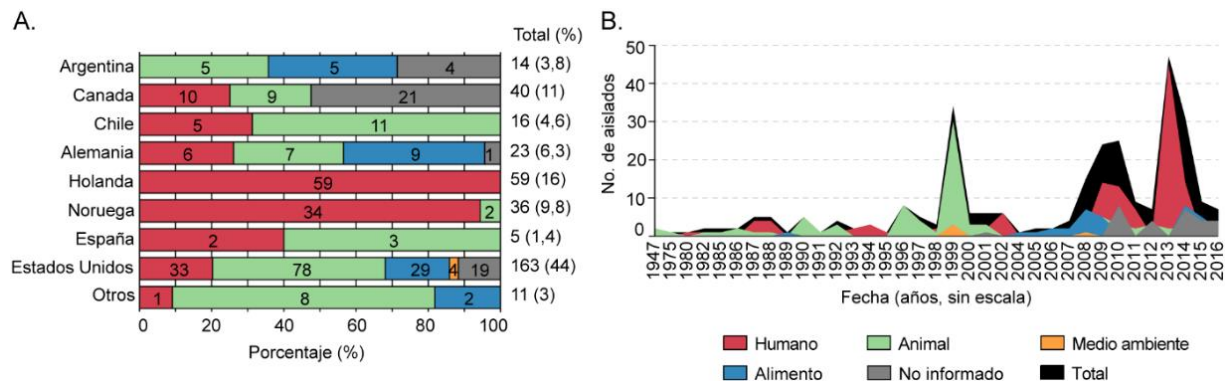 A.
Total (%)
Argentina 5 5 4 14 (3,8)
Canada 10 9 21 40 (11)
Chile 5 11 16 (4,6)
Alemania 6 7 9 1 23 (6,3)
Holanda 59 59 (16)
Noruega 34 2 36 (9,8)
España 2 3 5 (1,4)
Estados Unidos 33 78 29 4 19 163 (44)
Otros 1 8 2 11 (3)
0 20 40 60 80 100
Porcentaje (%)
B.
No. de aislados
50
40
30
20
10
0
1947 1975 1980 1982 1985 1986 1987 1988 1989 1990 1991 1992 1993 1994 1995 1996 1997 1998 1999 2000 2001 2002 2004 2005 2006 2007 2008 2009 2010 2011 2012 2013 2014 2015 2016
Fecha (años, sin escala)
Humano Animal Medio ambiente
Alimento No informado Total